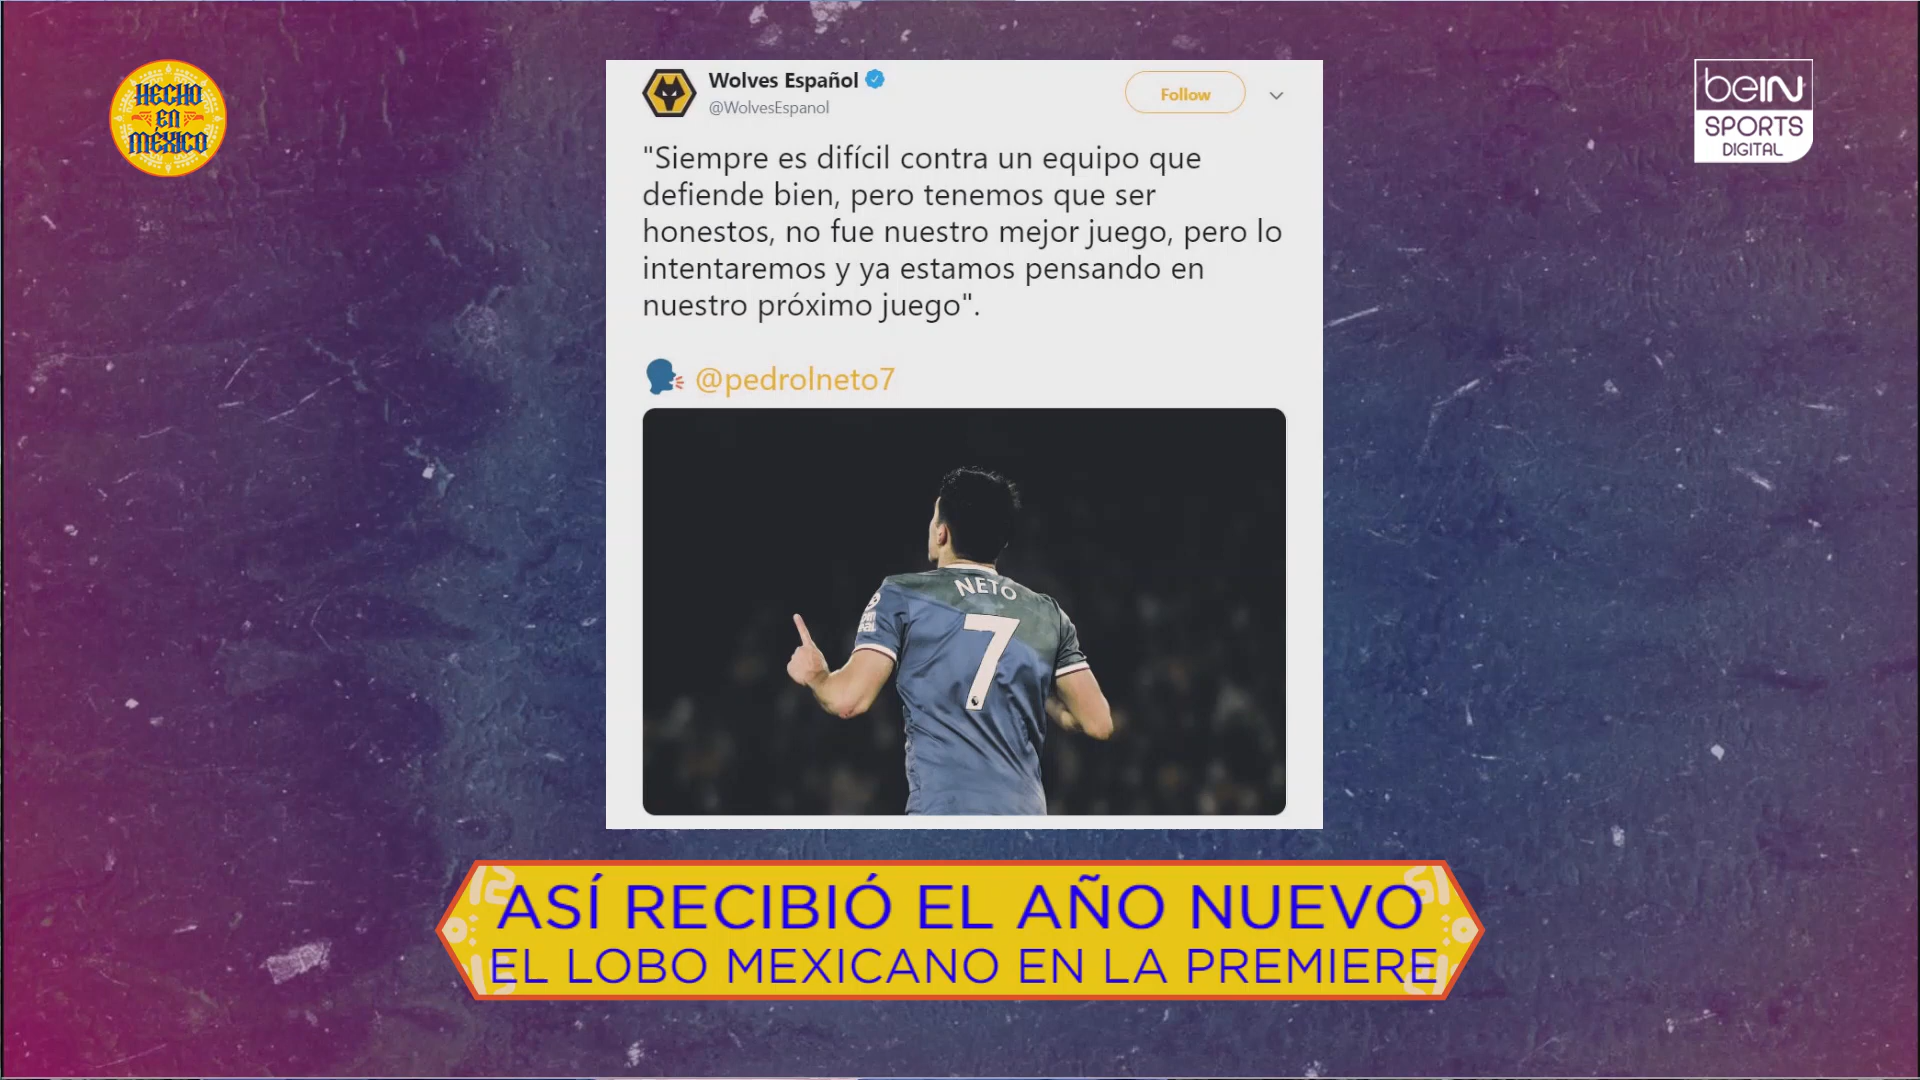 HECHO
EN
MÉXICO
beIN
SPORTS
DIGITAL
Wolves Español
@WolvesEspanol
Follow
"Siempre es difícil contra un equipo que
defiende bien, pero tenemos que ser
honestos, no fue nuestro mejor juego, pero lo
intentaremos y ya estamos pensando en
nuestro próximo juego".
@pedrolneto7
NETO
7
ASÍ RECIBIÓ EL AÑO NUEVO
EL LOBO MEXICANO EN LA PREMIERE